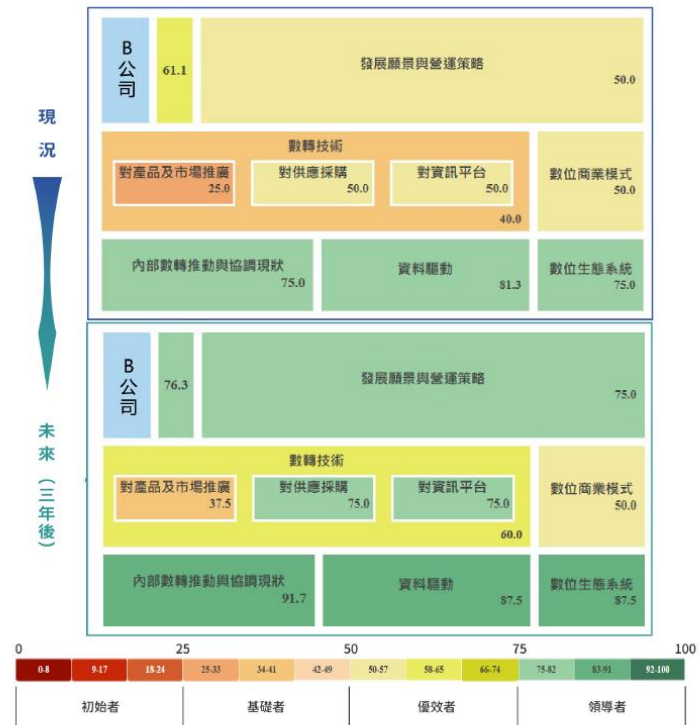 現況
B公司
61.1
發展願景與營運策略
50.0
數轉技術
對產品及市場推廣
25.0
對供應採購
50.0
對資訊平台
50.0
40.0
數位商業模式
50.0
內部數轉推動與協調現狀
75.0
資料驅動
81.3
數位生態系統
75.0
未來（三年後）
B公司
76.3
發展願景與營運策略
75.0
數轉技術
對產品及市場推廣
37.5
對供應採購
75.0
對資訊平台
75.0
60.0
數位商業模式
50.0
內部數轉推動與協調現狀
91.7
資料驅動
87.5
數位生態系統
87.5
0 25 50 75 100
0-8 9-17 18-24 25-33 34-41 42-49 50-57 58-65 66-74 75-82 83-91 92-100
初始者 基礎者 優效者 領導者